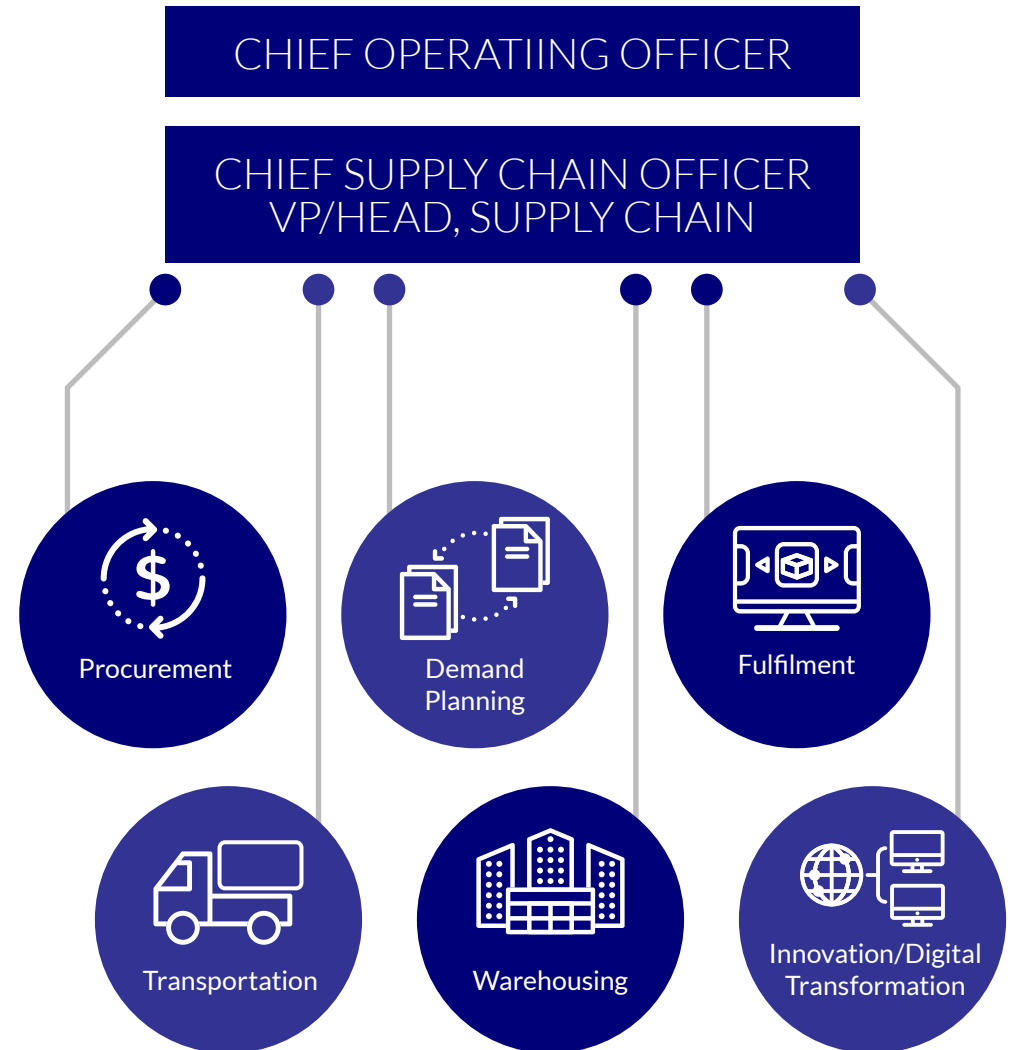 CHIEF OPERATIING OFFICER
CHIEF SUPPLY CHAIN OFFICER
VP/HEAD, SUPPLY CHAIN
$
Procurement
Demand
Planning
Fulfilment
Transportation
Warehousing
Innovation/Digital
Transformation